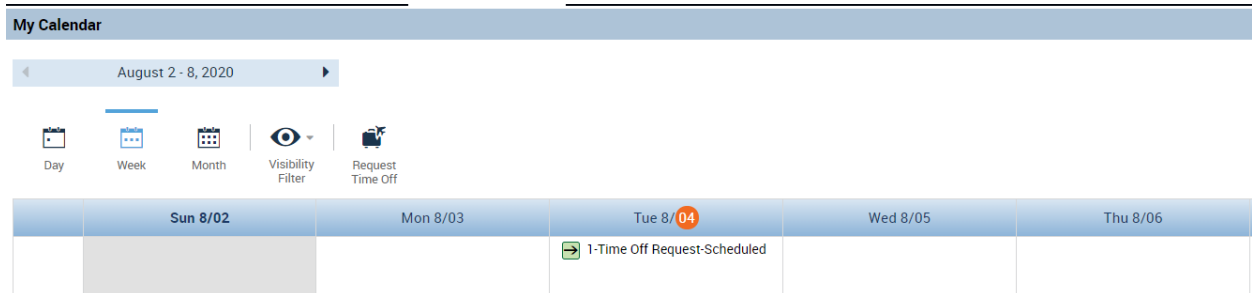 My Calendar
August 2 - 8, 2020
Day Week Month Visibility Filter Request Time Off
Sun 8/02 Mon 8/03 Tue 8/04 Wed 8/05 Thu 8/06
1-Time Off Request-Scheduled